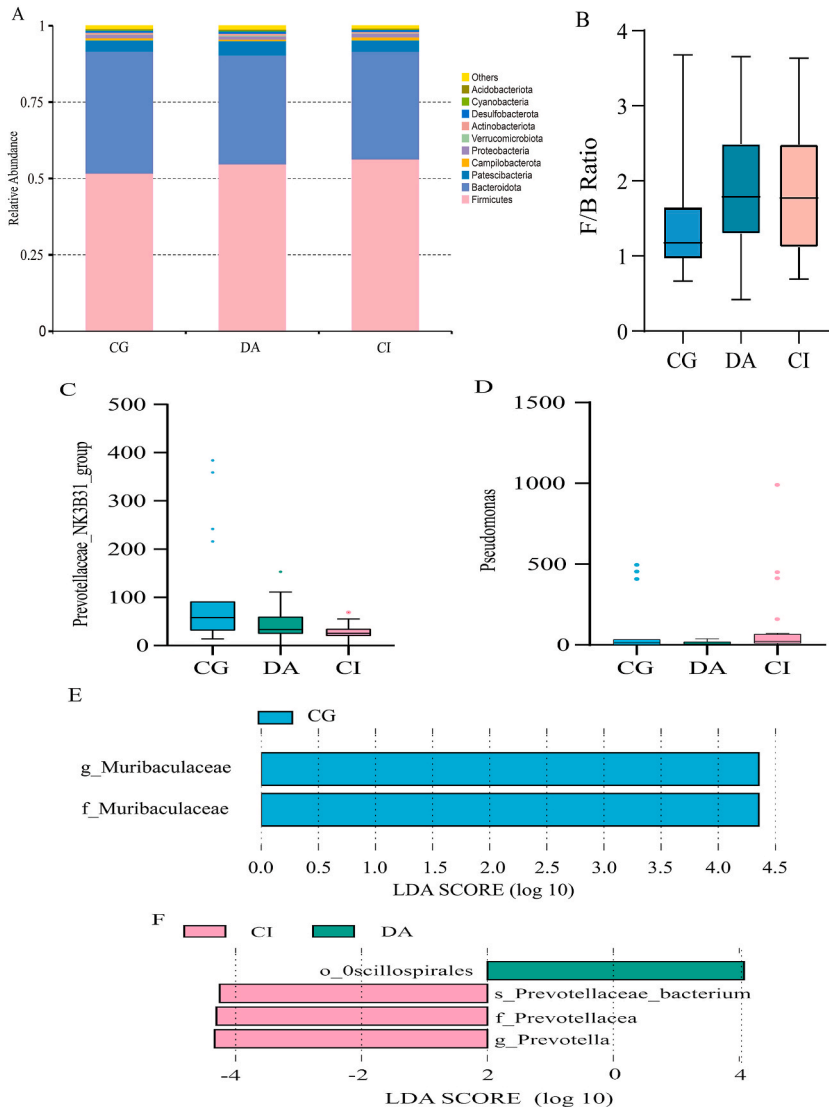 A
1
0.75
0.5
0.25
0
Relative Abundance
CG
DA
CI
Others
Acidobacteriota
Cyanobacteria
Desulfobacterota
Actinobacteriota
Verrucomicrobiota
Proteobacteria
Campilobacterota
Patescibacteria
Bacteroidota
Firmicutes
B
4
3
2
1
0
F/B Ratio
CG
DA
CI
C
500
400
300
200
100
0
Prevotellaceae_NK3B31_group
CG
DA
CI
D
1500
1000
500
0
Pseudomonas
CG
DA
CI
E
CG
g_Muribaculaceae
f_Muribaculaceae
0.0 0.5 1.0 1.5 2.0 2.5 3.0 3.5 4.0 4.5
LDA SCORE (log 10)
F
CI
DA
o_0scillospirales
s_Prevotellaceae_bacterium
f_Prevotellacea
g_Prevotella
-4 -2 2 0 4
LDA SCORE (log 10)